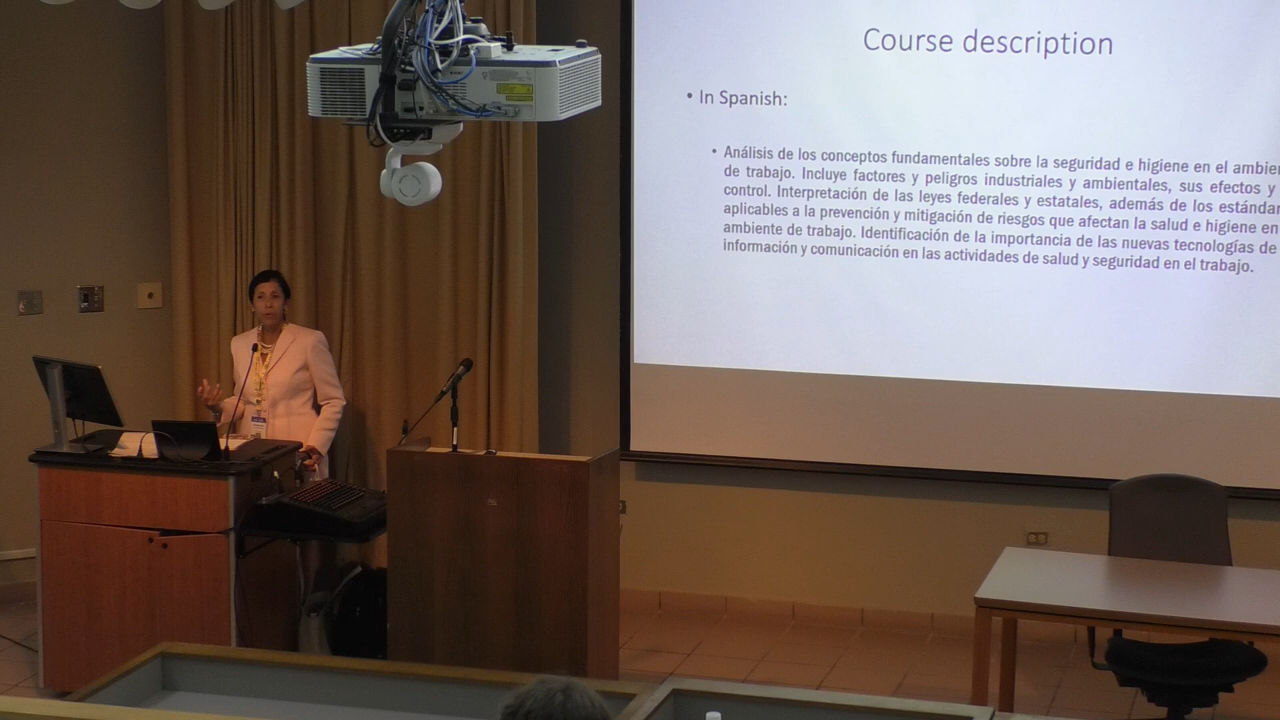 Course description
• In Spanish:
• Análisis de los conceptos fundamentales sobre la seguridad e higiene en el
de trabajo. Incluye factores y peligros industriales y ambientales, sus efectos y
control. Interpretación de las leyes federales y estatales, además de los
aplicables a la prevención y mitigación de riesgos que afectan la salud e higiene en
ambiente de trabajo. Identificación de la importancia de las nuevas tecnologías de
información y comunicación en las actividades de salud y seguridad en el trabajo.